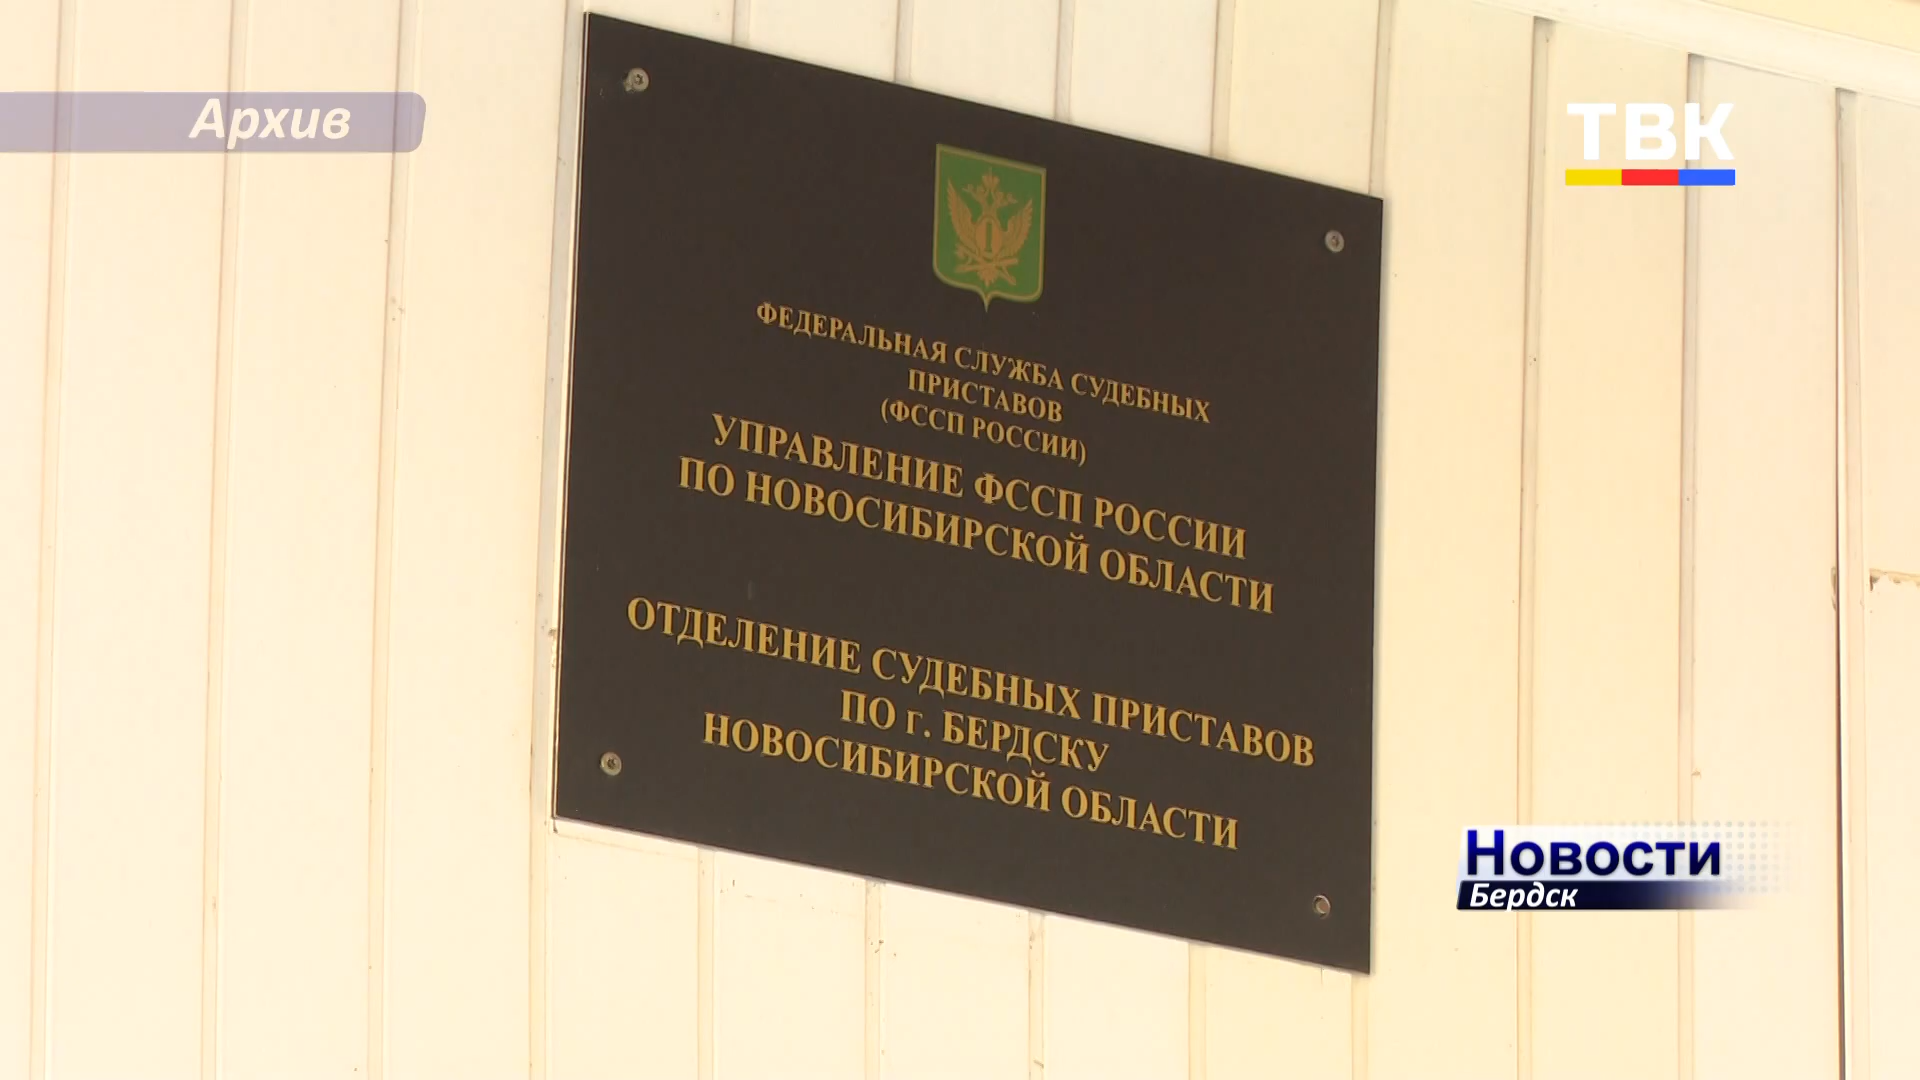 Архив
ТВК
ФЕДЕРАЛЬНАЯ СЛУЖБА СУДЕБНЫХ
ПРИСТАВОВ
(ФССП РОССИИ)
УПРАВЛЕНИЕ ФССП РОССИИ
ПО НОВОСИБИРСКОЙ ОБЛАСТИ
ОТДЕЛЕНИЕ СУДЕБНЫХ ПРИСТАВОВ
ПО г. БЕРДСКУ
НОВОСИБИРСКОЙ ОБЛАСТИ
Новости
Бердск